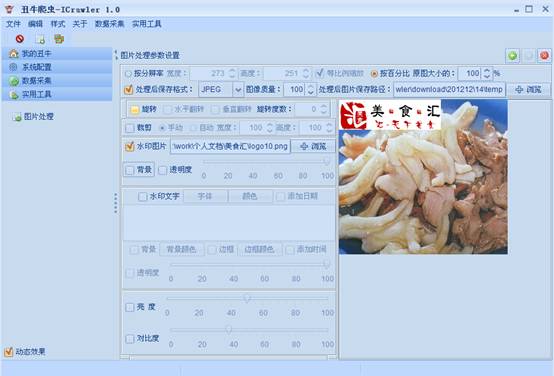 丑牛爬虫-ICrawler 1.0
文件 编辑 样式 关于 数据采集 实用工具
我的丑牛
系统配置
数据采集
实用工具
图片处理
动态效果
图片处理参数设置
按分辨率 宽度： 273 高度： 251 等比例缩放 按百分比 原图大小的： 100 %
处理后保存格式： JPEG 图象质量： 100 处理后图片保存路径： wler\download\20121214\temp 浏览
旋转 水平翻转 垂直翻转 旋转度数： 0
裁剪 手动 自动 宽度： 100 高度： 100
水印图片 :\work\个人文档\美食汇\logo10.png 浏览
背景 透明度
0 20 40 60 80 100
水印文字 字体 颜色 添加日期
背景 背景颜色 边框 边框颜色 添加时间
透明度
0 20 40 60 80 100
亮 度
0 20 40 60 80 100
对比度
0 20 40 60 80 100
汇 美·食·汇